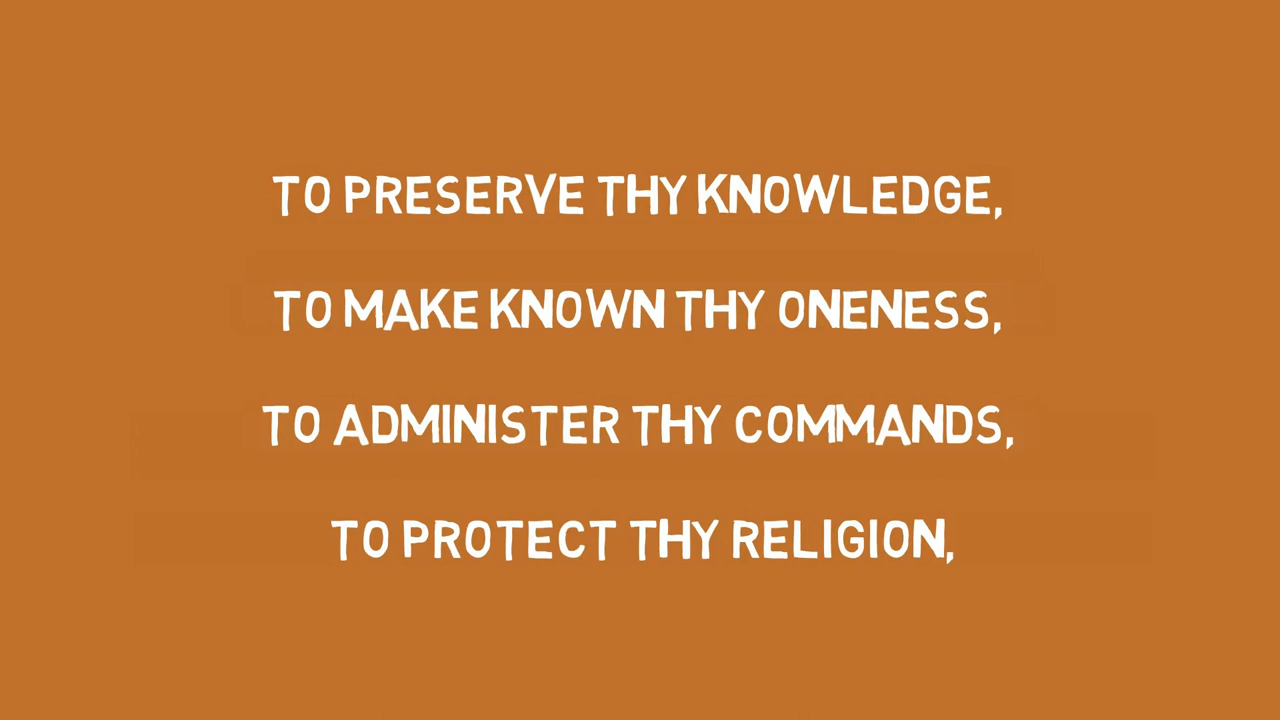 TO PRESERVE THY KNOWLEDGE,
TO MAKE KNOWN THY ONENESS,
TO ADMINISTER THY COMMANDS,
TO PROTECT THY RELIGION,